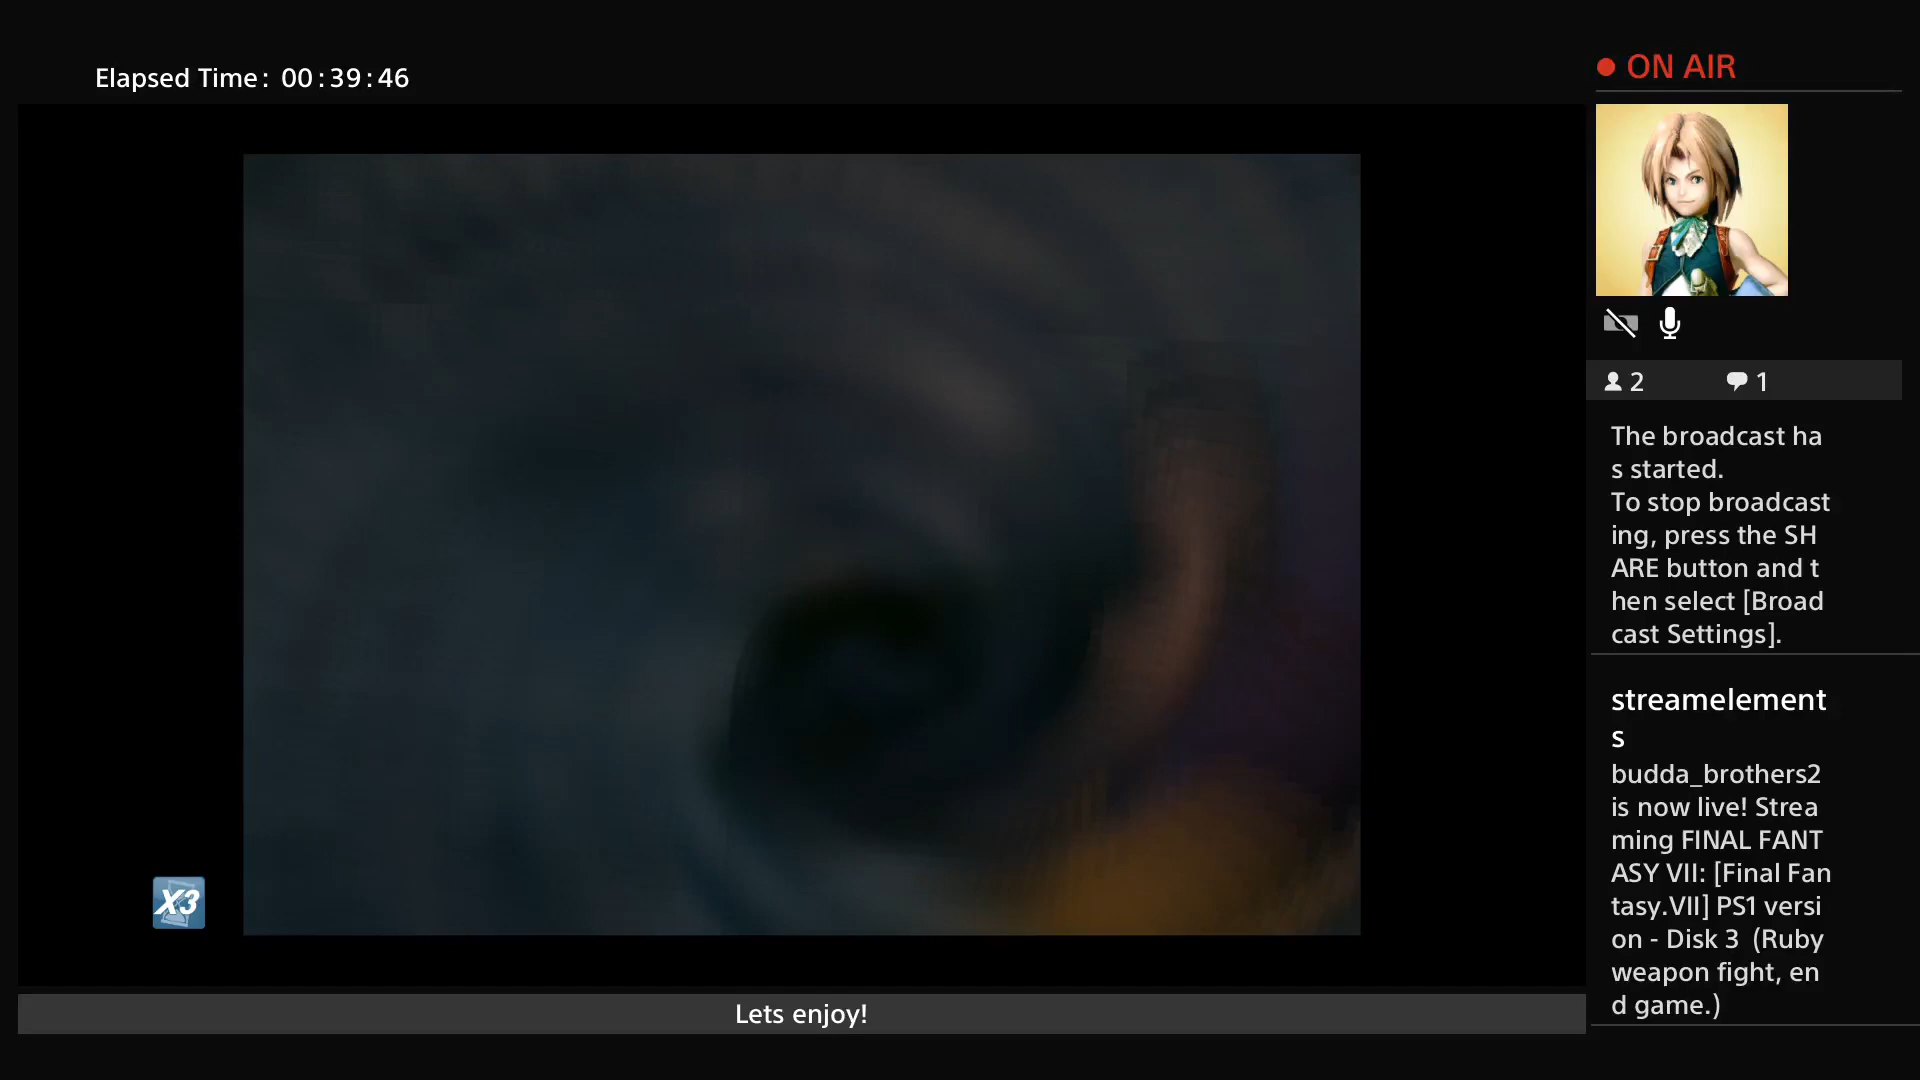 Elapsed Time: 00:39:46
ON AIR
2
1
The broadcast ha
s started.
To stop broadcast
ing, press the SH
ARE button and t
hen select [Broad
cast Settings].
streamelement
s
budda_brothers2
is now live! Strea
ming FINAL FANT
ASY VII: [Final Fan
tasy.VII] PS1 versi
on - Disk 3 (Ruby
weapon fight, en
d game.)
X3
Lets enjoy!